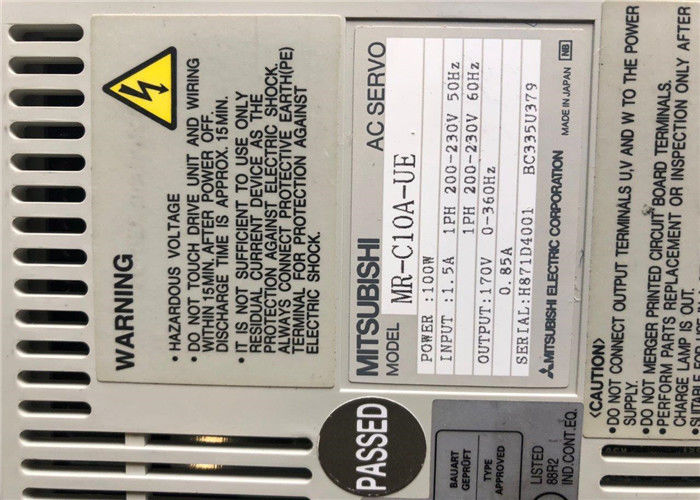 WARNING
• HAZARDOUS VOLTAGE
• DO NOT TOUCH DRIVE UNIT AND WIRING
WITHIN 15MIN. AFTER POWER OFF.
DISCHARGE TIME IS APPROX. 15MIN.
• IT IS NOT SUFFICIENT TO USE ONLY
RESIDUAL CURRENT DEVICE AS THE
PROTECTION AGAINST ELECTRIC SHOCK.
ALWAYS CONNECT PROTECTIVE EARTH(PE)
TERMINAL FOR PROTECTION AGAINST
ELECTRIC SHOCK.
MITSUBISHI AC SERVO
MODEL MR-C10A-UE
POWER :100W
INPUT :1.5A 1PH 200-230V 50Hz
1PH 200-230V 60Hz
OUTPUT:170V 0-360Hz
0.85A
SERIAL:H871D4001 BC335U379
MITSUBISHI ELECTRIC CORPORATION MADE IN JAPAN NB
<CAUTION>
• DO NOT CONNECT OUTPUT TERMINALS U,V AND W TO THE POWER
SUPPLY.
• DO NOT MERGER PRINTED CIRCUIT BOARD TERMINALS.
• PERFORM PARTS REPLACEMENT OR INSPECTION AFTER
CHARGE LAMP IS OUT.
• SUITABLE FOR
PASSED
BAUART
GEPRÜFT
TYPE
APPROVED
LISTED
88R2
IND.CONT.EQ.